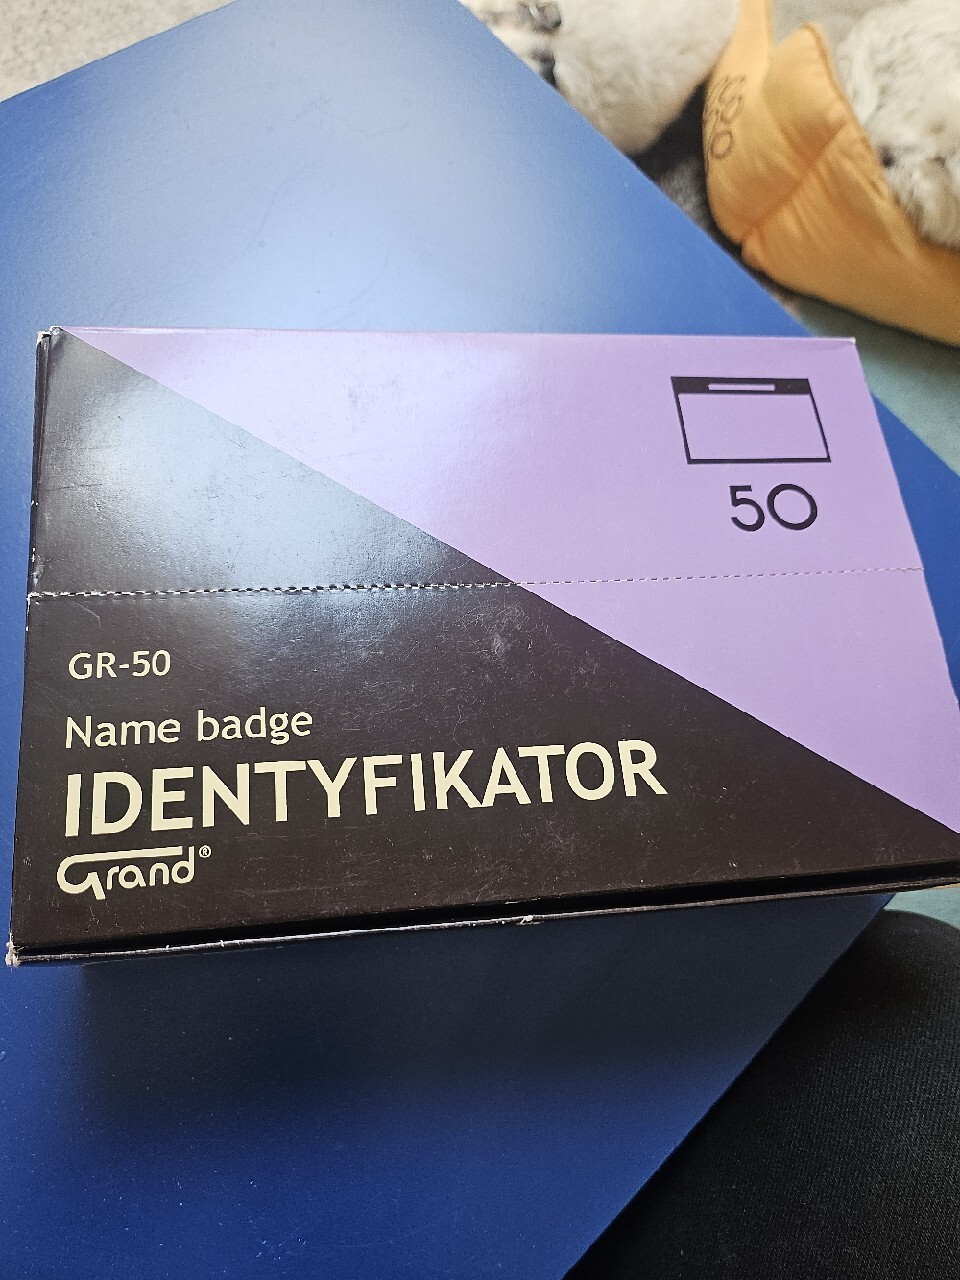 50
GR-50
Name badge
IDENTYFIKATOR
Grand®